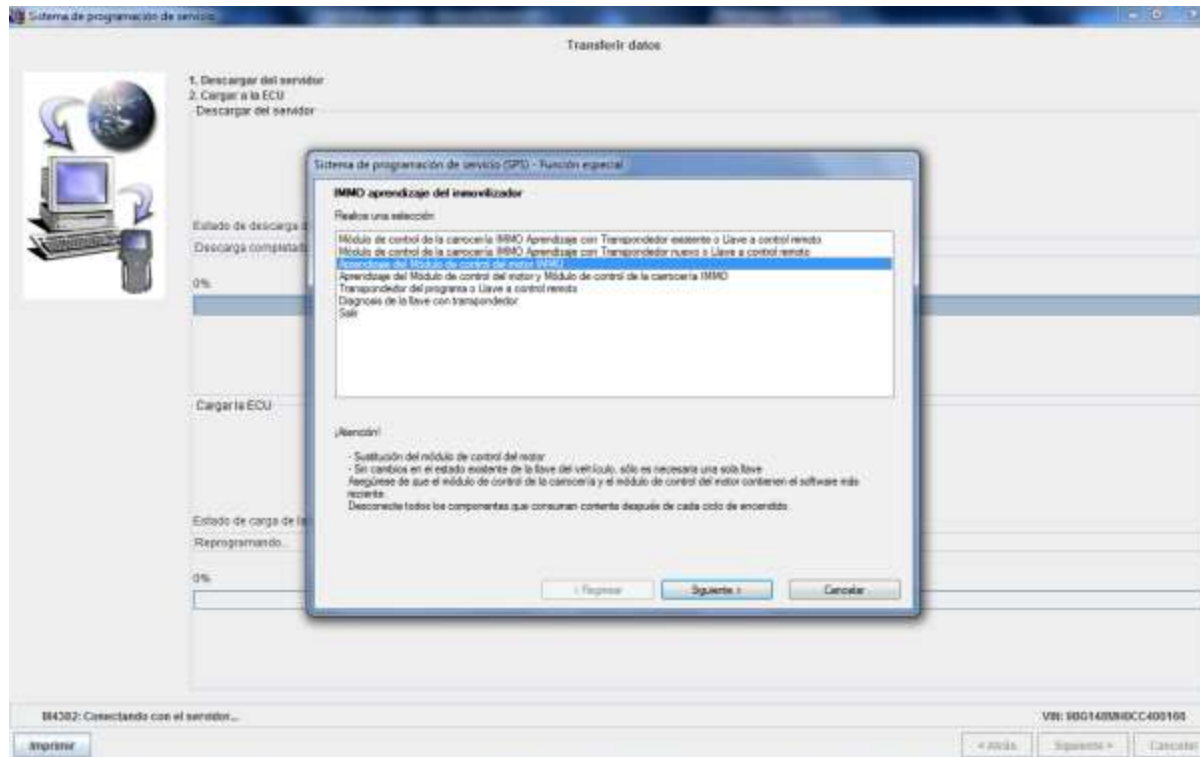 Sistema de programación de servicio
Transferir datos
1. Descargar del servidor
2. Cargar a la ECU
Descargar del servidor
Estado de descarga
Descarga completada
0%
Cargar la ECU
Estado de carga de la
Reprogramando...
0%
Sistema de programación de servicio (SPS) - Función especial
IMMO aprendizaje del inmovilizador
Realice una selección
Módulo de control de la carrocería IMMO Aprendizaje con Transpondedor existente o Llave a control remoto
Módulo de control de la carrocería IMMO Aprendizaje con Transpondedor nuevo o Llave a control remoto
Aprendizaje del Módulo de control del motor IMMO
Aprendizaje del Módulo de control del motor y Módulo de control de la carrocería IMMO
Transpondedor del programa o Llave a control remoto
Diagnosis de la llave con transpondedor
Salir
¡Atención!
- Sustitución del módulo de control del motor
- Sin cambios en el estado existente de la llave del vehículo, sólo es necesaria una sola llave
Asegúrese de que el módulo de control de la carrocería y el módulo de control del motor contienen el software más
reciente.
Desconecte todos los componentes que consuman corriente después de cada ciclo de encendido.
< Regresar
Siguiente >
Cancelar
Conectando con el servidor...
VIN:
Imprimir
< Atrás
Siguiente >
Cancelar